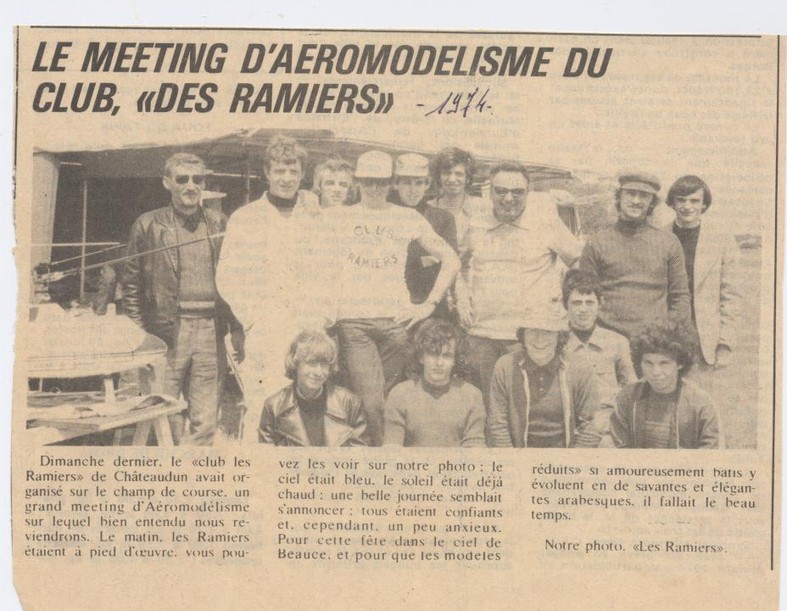 LE MEETING D'AEROMODELISME DU
CLUB, «DES RAMIERS» -1974-
CLUB
RAMIERS
Dimanche dernier, le «club les
Ramiers» de Châteaudun avait or-
ganisé sur le champ de course, un
grand meeting d'Aéromodélisme
sur lequel bien entendu nous re-
viendrons. Le matin, les Ramiers
étaient à pied d'œuvre, vous pou-
vez les voir sur notre photo ; le
ciel était bleu, le soleil était déjà
chaud ; une belle journée semblait
s'annoncer ; tous étaient confiants
et, cependant, un peu anxieux.
Pour cette fête dans le ciel de
Beauce, et pour que les modèles
réduits» si amoureusement batis y
évoluent en de savantes et élégan-
tes arabesques, il fallait le beau
temps.
Notre photo. «Les Ramiers».